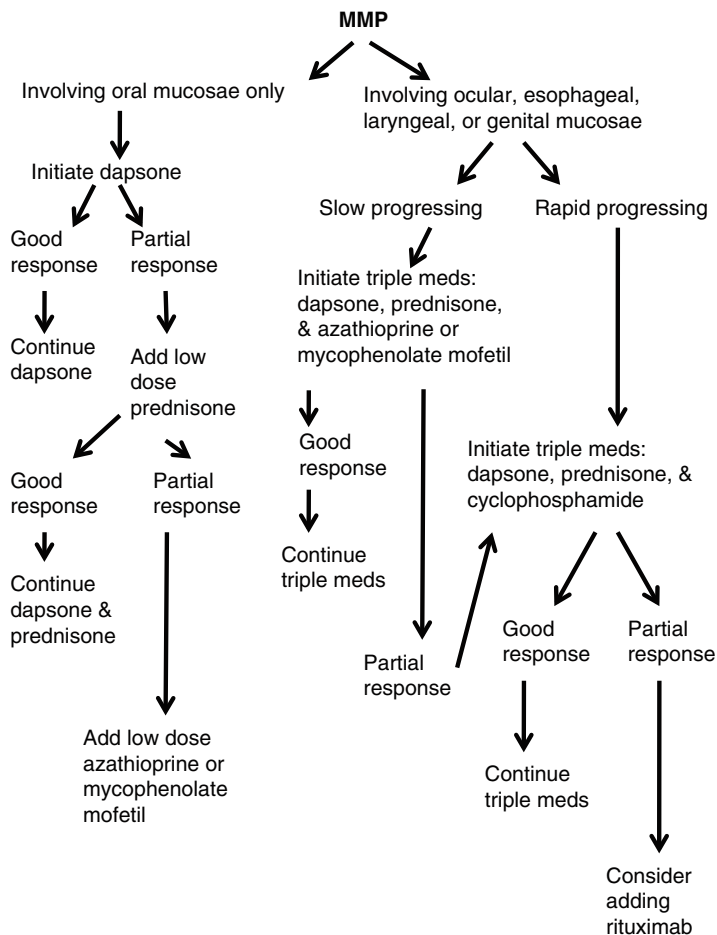 MMP
Involving oral mucosae only
Involving ocular, esophageal,
laryngeal, or genital mucosae
Initiate dapsone
Slow progressing
Rapid progressing
Good
response
Partial
response
Initiate triple meds:
dapsone, prednisone,
& azathioprine or
mycophenolate mofetil
Continue
dapsone
Add low
dose
prednisone
Good
response
Initiate triple meds:
dapsone, prednisone, &
cyclophosphamide
Good
response
Partial
response
Continue
triple meds
Continue
dapsone &
prednisone
Partial
response
Good
response
Partial
response
Add low dose
azathioprine or
mycophenolate
mofetil
Continue
triple meds
Consider
adding
rituximab